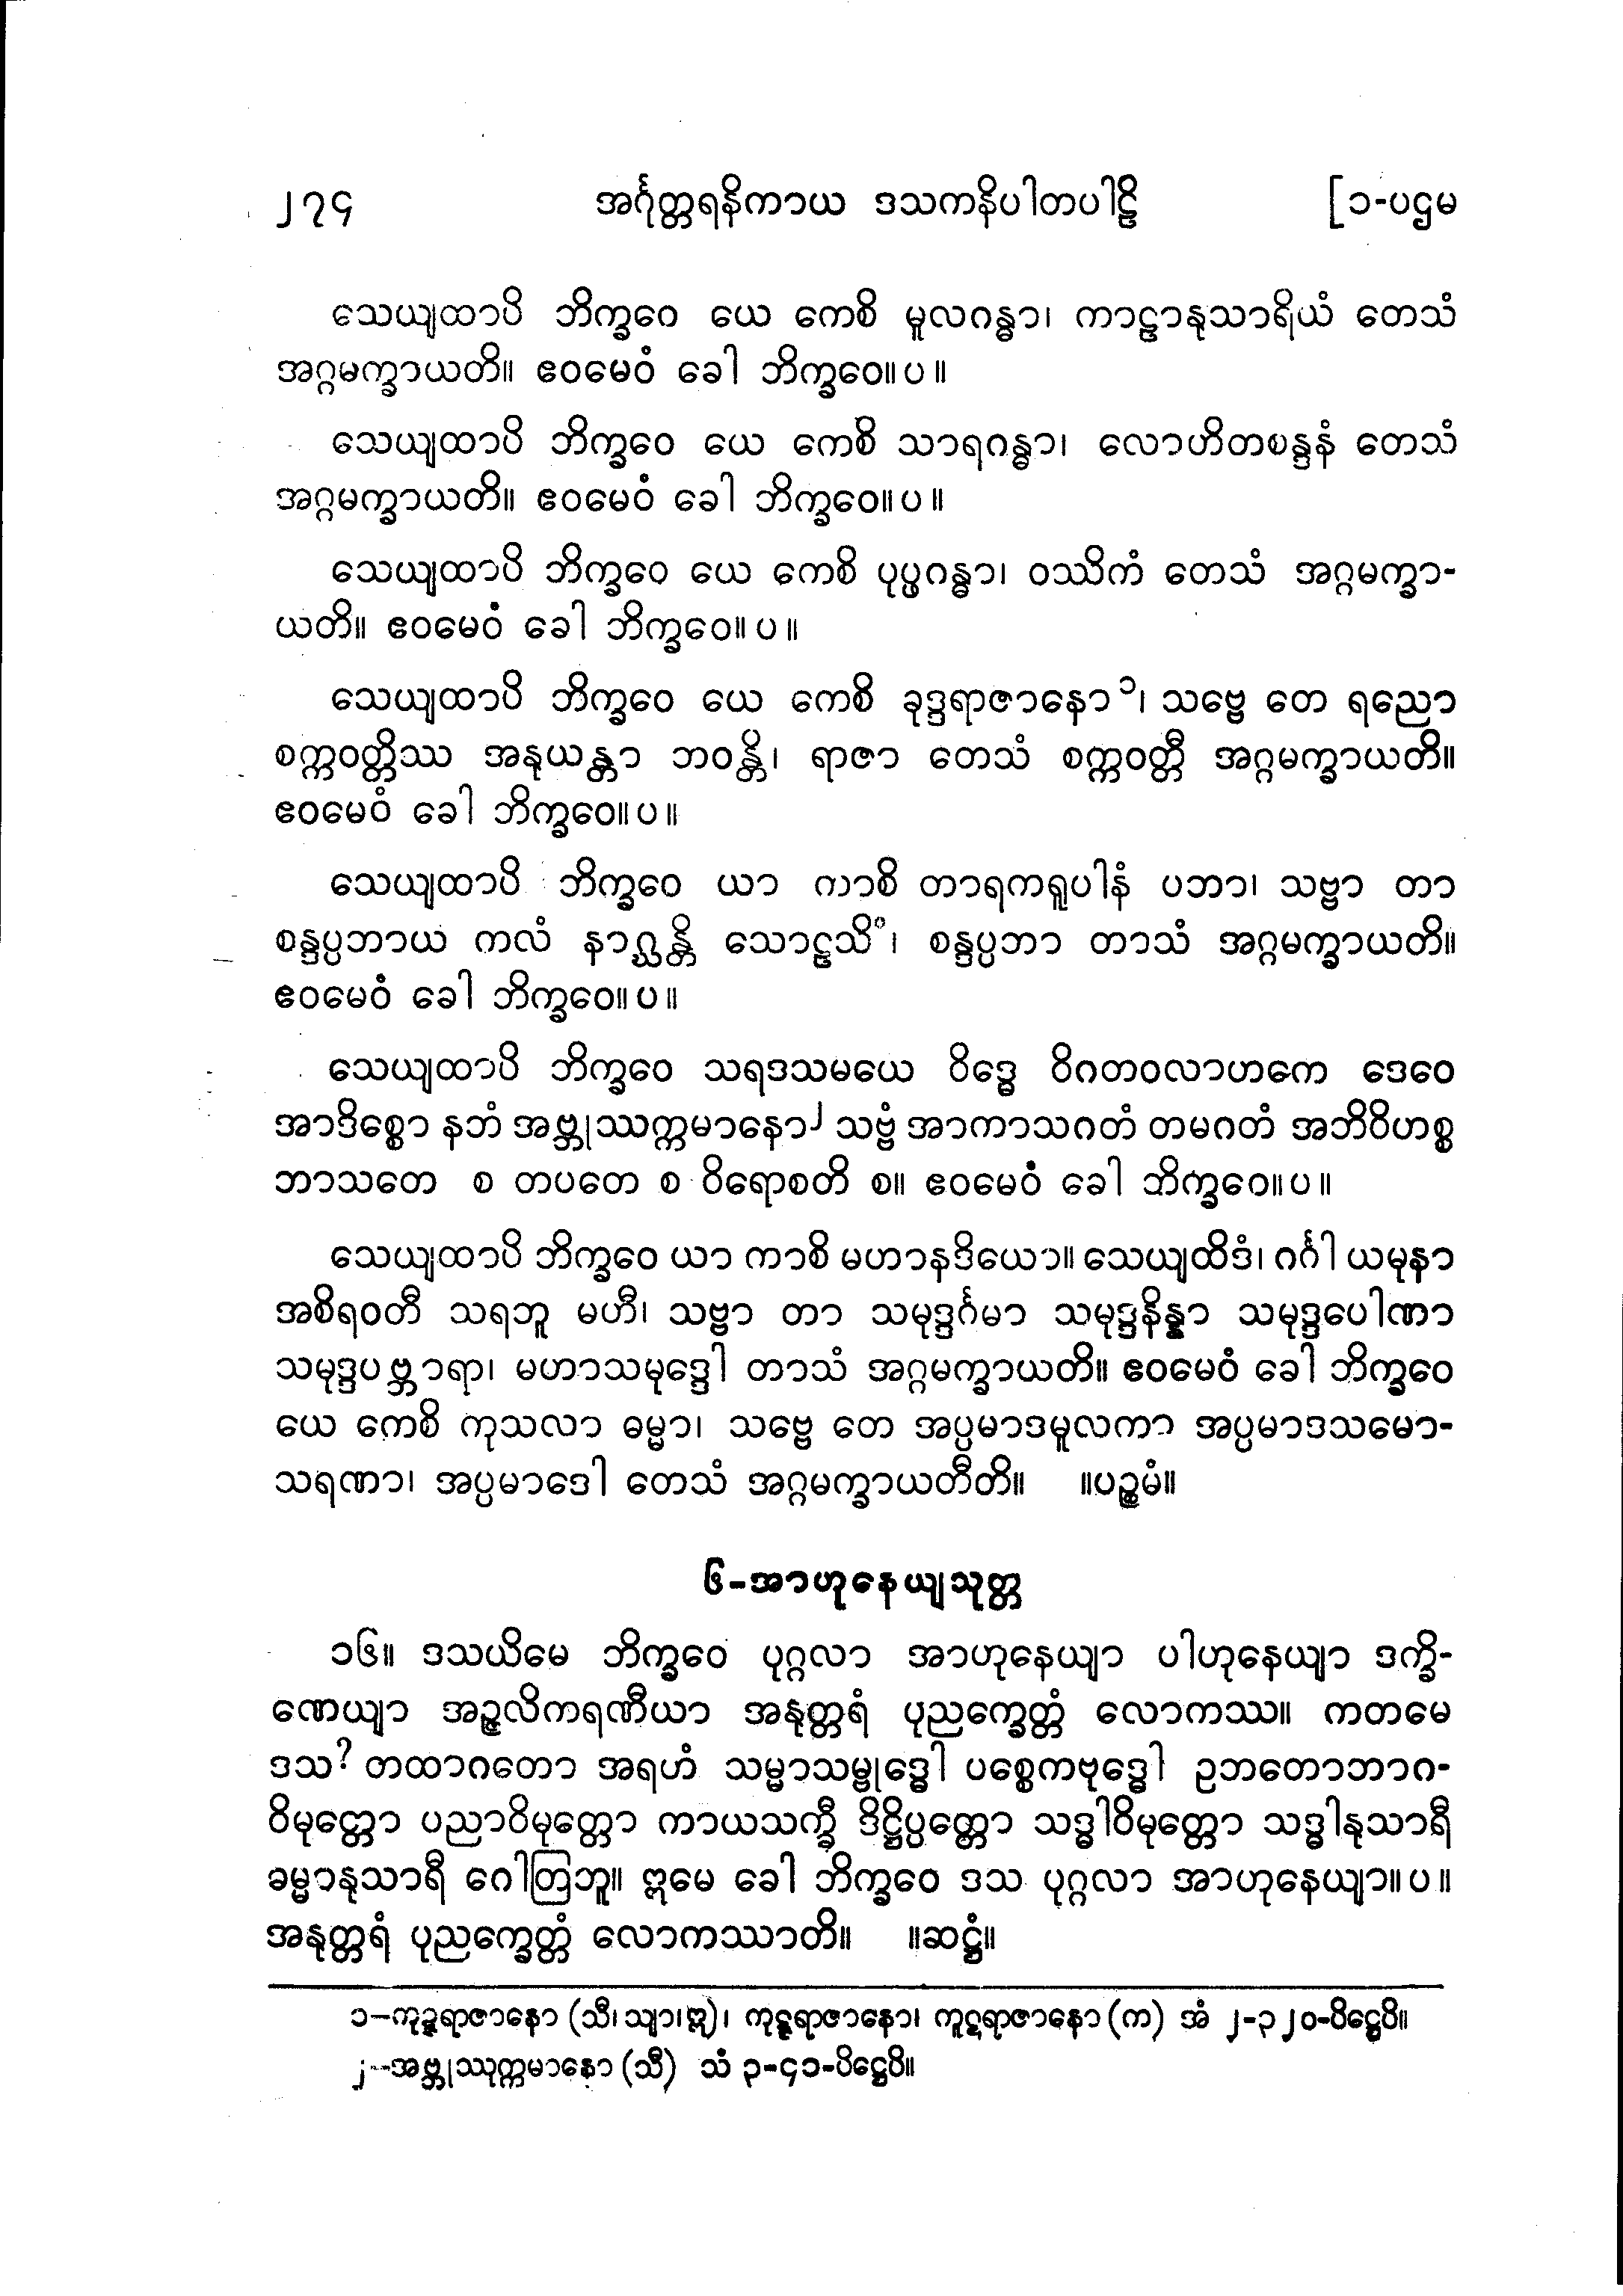 ၂၇၄ အင်္ဂုတ္တရနိကာယ ဒသကနိပါတပါဠိ [၁-ပဌမ
သေယျထာပိ ဘိက္ခဝေ ယေ ကေစိ မူလဂန္ဓာ၊ ကာဠာနုသာရိယံ တေသံ
အဂ္ဂမက္ခာယတိ။ ဧဝမေဝံ ခေါ ဘိက္ခဝေ။ပ။
သေယျထာပိ ဘိက္ခဝေ ယေ ကေစိ သာရဂန္ဓာ၊ လောဟိတစန္ဒနံ တေသံ
အဂ္ဂမက္ခာယတိ။ ဧဝမေဝံ ခေါ ဘိက္ခဝေ။ပ။
သေယျထာပိ ဘိက္ခဝေ ယေ ကေစိ ပုပ္ဖဂန္ဓာ၊ ဝဿိကံ တေသံ အဂ္ဂမက္ခာ-
ယတိ။ ဧဝမေဝံ ခေါ ဘိက္ခဝေ။ပ။
သေယျထာပိ ဘိက္ခဝေ ယေ ကေစိ ခုဒ္ဒရာဇာနော၁၊ သဗ္ဗေ တေ ရညော
စက္ကဝတ္တိဿ အနုယန္တာ ဘဝန္တိ၊ ရာဇာ တေသံ စက္ကဝတ္တီ အဂ္ဂမက္ခာယတိ။
ဧဝမေဝံ ခေါ ဘိက္ခဝေ။ပ။
သေယျထာပိ ဘိက္ခဝေ ယာ ကာစိ တာရကရူပါနံ ပဘာ၊ သဗ္ဗာ တာ
စန္ဒပ္ပဘာယ ကလံ နာဂ္ဃန္တိ သောဠသိံ၊ စန္ဒပ္ပဘာ တာသံ အဂ္ဂမက္ခာယတိ။
ဧဝမေဝံ ခေါ ဘိက္ခဝေ။ပ။
သေယျထာပိ ဘိက္ခဝေ သရဒသမယေ ဝိဒ္ဓေ ဝိဂတဝလာဟကေ ဒေဝေ
အာဒိစ္စော နဘံ အဗ္ဘုဿက္ကမာနော၂ သဗ္ဗံ အာကာသဂတံ တမဂတံ အဘိဝိဟစ္စ
ဘာသတေ စ တပတေ စ ဝိရောစတိ စ။ ဧဝမေဝံ ခေါ ဘိက္ခဝေ။ပ။
သေယျထာပိ ဘိက္ခဝေ ယာ ကာစိ မဟာနဒိယော။ သေယျထိဒံ၊ ဂင်္ဂါ ယမုနာ
အစိရဝတီ သရဘူ မဟီ၊ သဗ္ဗာ တာ သမုဒ္ဒင်္ဂမာ သမုဒ္ဒနိန္နာ သမုဒ္ဒပေါဏာ
သမုဒ္ဒပဗ္ဘာရာ၊ မဟာသမုဒ္ဒေါ တာသံ အဂ္ဂမက္ခာယတိ။ ဧဝမေဝံ ခေါ ဘိက္ခဝေ
ယေ ကေစိ ကုသလာ ဓမ္မာ၊ သဗ္ဗေ တေ အပ္ပမာဒမူလကာ အပ္ပမာဒသမော-
သရဏာ၊ အပ္ပမာဒေါ တေသံ အဂ္ဂမက္ခာယတီတိ။ ။ပဉ္စမံ။
၆-အာဟုနေယျသုတ္တ
၁၆။ ဒသယိမေ ဘိက္ခဝေ ပုဂ္ဂလာ အာဟုနေယျာ ပါဟုနေယျာ ဒက္ခိ-
ဏေယျာ အဉ္ဇလိကရဏီယာ အနုတ္တရံ ပုညက္ခေတ္တံ လောကဿ။ ကတမေ
ဒသ? တထာဂတော အရဟံ သမ္မာသမ္ဗုဒ္ဓေါ ပစ္စေကဗုဒ္ဓေါ ဥဘတောဘာဂ-
ဝိမုတ္တော ပညာဝိမုတ္တော ကာယသက္ခီ ဒိဋ္ဌိပ္ပတ္တော သဒ္ဓါဝိမုတ္တော သဒ္ဓါနုသာရီ
ဓမ္မာနုသာရီ ဂေါတြဘူ။ ဣမေ ခေါ ဘိက္ခဝေ ဒသ ပုဂ္ဂလာ အာဟုနေယျာ။ပ။
အနုတ္တရံ ပုညက္ခေတ္တံ လောကဿာတိ။ ။ဆဋ္ဌံ။
၁-ကုဍ္ဍရာဇာနော (သီ၊သျာ၊ဣ)၊ ကုဋ္ဋရာဇာနော၊ ကူဋရာဇာနော (က) အံ ၂-၃၂၀-ပိဋ္ဌေပိ။
၂-အဗ္ဘုဿုက္ကမာနော (သီ) သံ ၃-၄၁-ပိဋ္ဌေပိ။